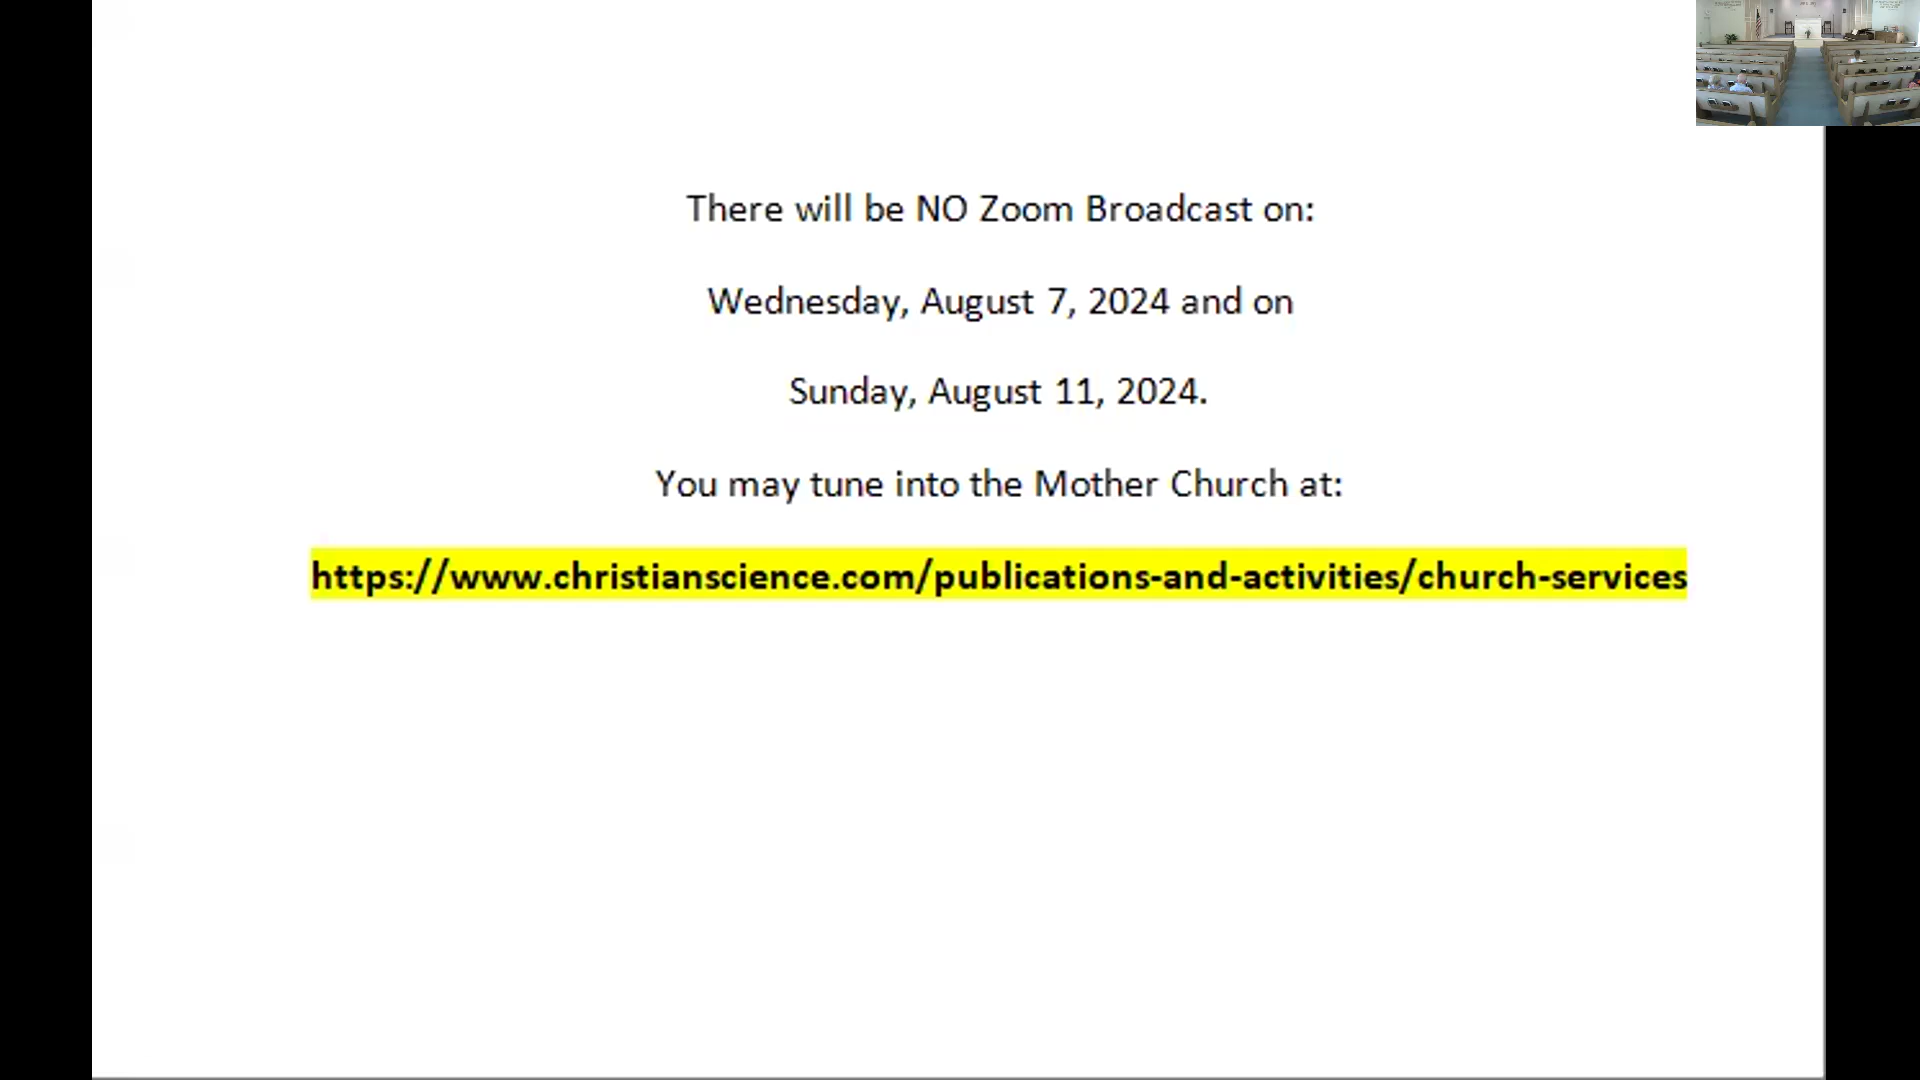 There will be NO Zoom Broadcast on:
Wednesday, August 7, 2024 and on
Sunday, August 11, 2024.
You may tune into the Mother Church at:
https://www.christianscience.com/publications-and-activities/church-services